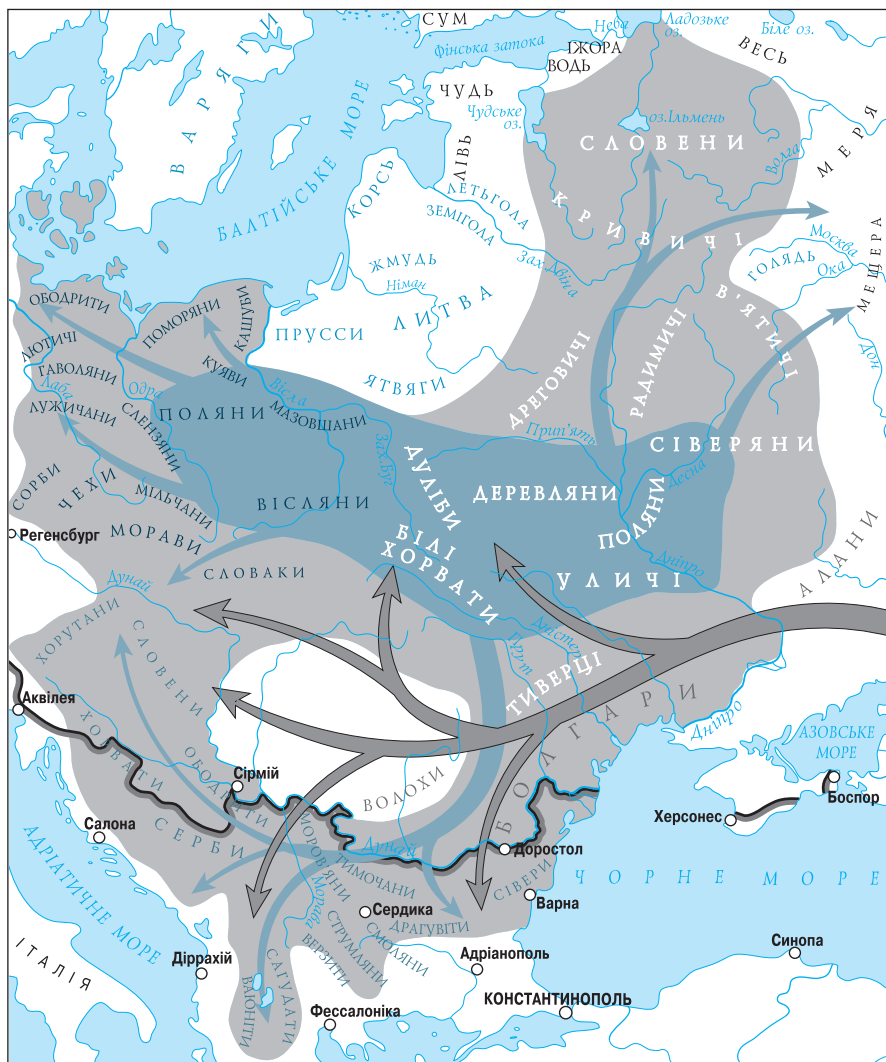 СУМ
Нева
Ладозьке
оз.
Біле оз.
Фінська затока
ІЖОРА
ВОДЬ
ВЕСЬ
ВАРЯГИ
ЧУДЬ
Чудське
оз.
оз.Ільмень
СЛОВЕНИ
Волга
МЕРЯ
БАЛТІЙСЬКЕ МОРЕ
ЛІВЬ
КОРСЬ
ЛЕТЬГОЛА
ЗЕМІГОЛА
КРИВИЧІ
Зах.Двіна
Москва
ГОЛЯДЬ
Ока
МЕЩЕРА
ЖМУДЬ
Німан
ЛИТВА
В'ЯТИЧІ
Дон
ОБОДРИТИ
ПОМОРЯНИ
КАШУБИ
ПРУССИ
ЛЮТИЧІ
ГАВОЛЯНИ
КУЯВИ
ЯТВЯГИ
ДРЕГОВИЧІ
РАДИМИЧІ
Лаба
Одра
Вісла
ЛУЖИЧАНИ
СЛЕНЗЯНИ
ПОЛЯНИ
МАЗОВШАНИ
Зах.Буг
Прип'ять
СІВЕРЯНИ
СОРБИ
ЧЕХИ
МІЛЬЧАНИ
ДУЛІБИ
ДЕРЕВЛЯНИ
Десна
ВІСЛЯНИ
ПОЛЯНИ
Регенсбург
МОРАВИ
БІЛІ
ХОРВАТИ
Дунай
СЛОВАКИ
УЛИЧІ
Дніпро
АЛАНИ
ХОРУТАНИ
СЛОВЕНИ
Прут
Дністер
ТИВЕРЦІ
Аквілея
ХОРВАТИ
ОБОДРИТИ
БОЛГАРИ
Дніпро
АЗОВСЬКЕ
МОРЕ
Сірмій
ВОЛОХИ
Боспор
Херсонес
Салона
СЕРБИ
МОРОВ'ЯНИ
Дунай
Доростол
АДРІАТИЧНЕ МОРЕ
ТИМОЧАНИ
СІВЕРИ
ЧОРНЕ МОРЕ
Морава
Сердика
ДРАГУВІТИ
Варна
СТРУМЛЯНИ
СМОЛЯНИ
ВЕРЗИТИ
ІТАЛІЯ
Діррахій
САГУДАТИ
ВАЮНІТИ
Адріанополь
Синопа
Фессалоніка
КОНСТАНТИНОПОЛЬ